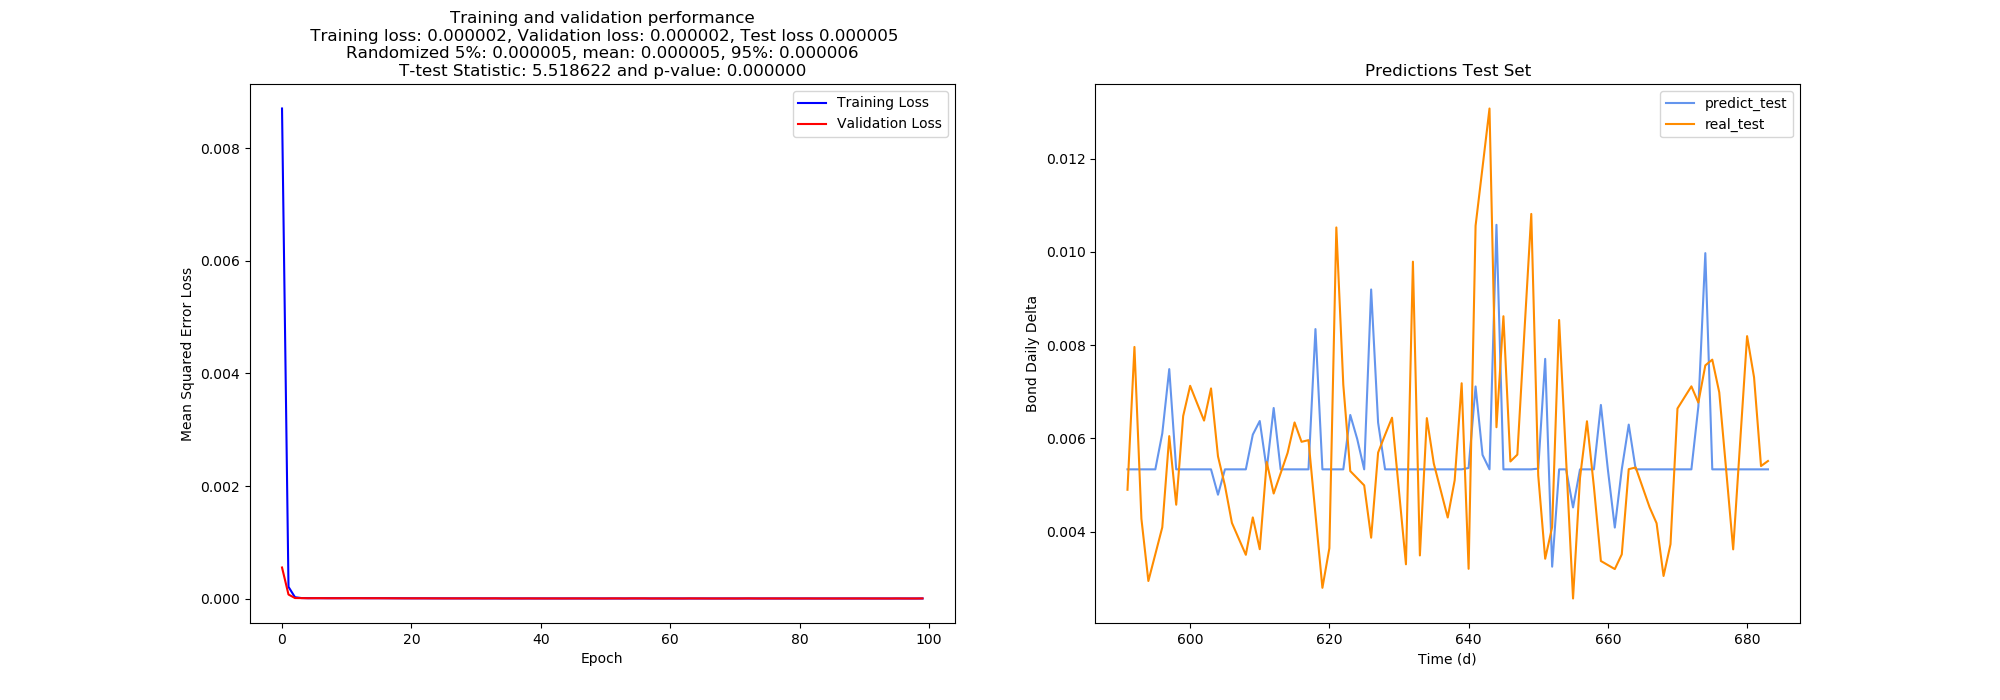 Training and validation performance
Training loss: 0.000002, Validation loss: 0.000002, Test loss 0.000005
Randomized 5%: 0.000005, mean: 0.000005, 95%: 0.000006
T-test Statistic: 5.518622 and p-value: 0.000000
Training Loss
Validation Loss
0.008
0.006
0.004
0.002
0.000
Mean Squared Error Loss
0
20
40
60
80
100
Epoch
Predictions Test Set
predict_test
real_test
0.012
0.010
0.008
0.006
0.004
Bond Daily Delta
600
620
640
660
680
Time (d)